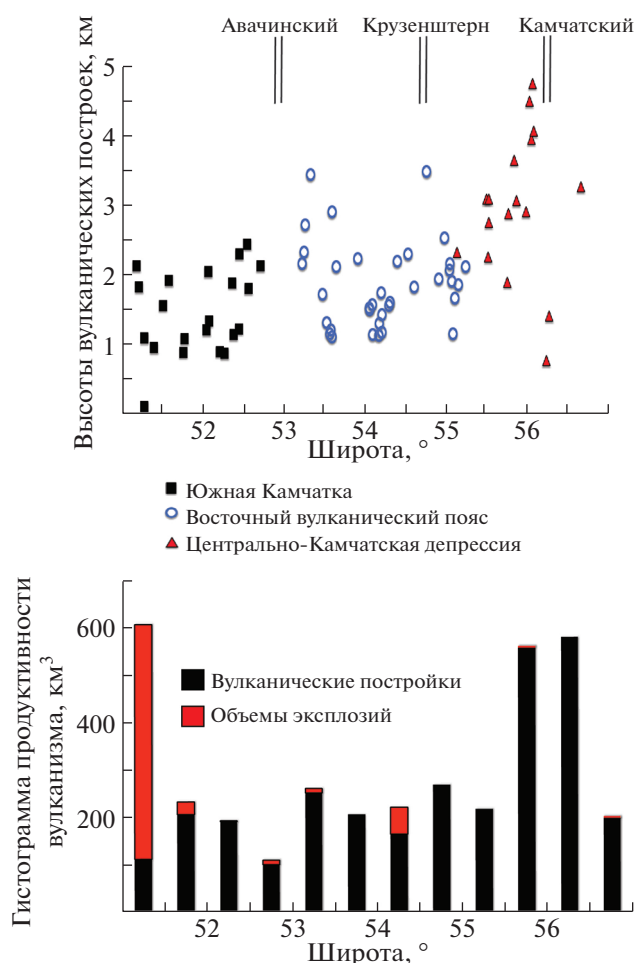 Авачинский Крузенштерн Камчатский
Высоты вулканических построек, км
5
4
3
2
1
52 53 54 55 56
Широта, °
Южная Камчатка
Восточный вулканический пояс
Центрально-Камчатская депрессия
Гистограмма продуктивности
вулканизма, км³
600
400
200
Вулканические постройки
Объемы эксплозий
52 53 54 55 56
Широта, °